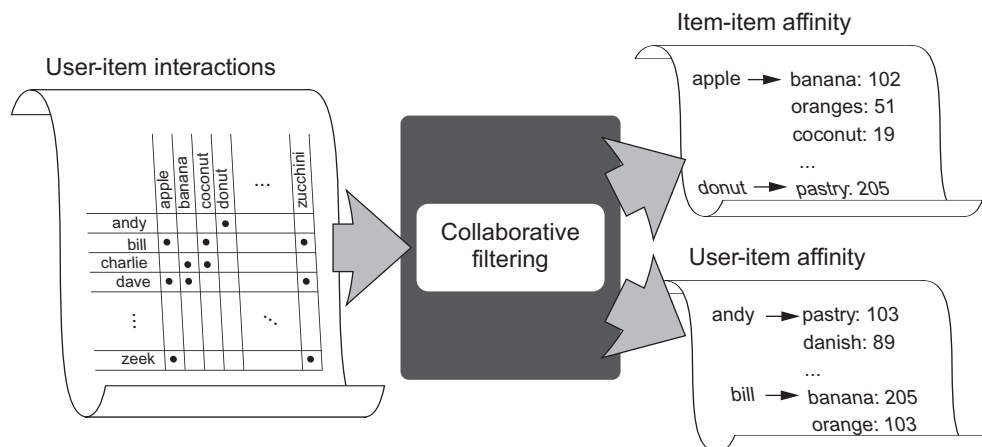 User-item interactions
apple
banana
coconut
donut
...
zucchini
andy
bill
charlie
dave
...
...
zeek
Collaborative
filtering
Item-item affinity
apple
banana: 102
oranges: 51
coconut: 19
...
donut
pastry: 205
User-item affinity
andy
pastry: 103
danish: 89
...
bill
banana: 205
orange: 103